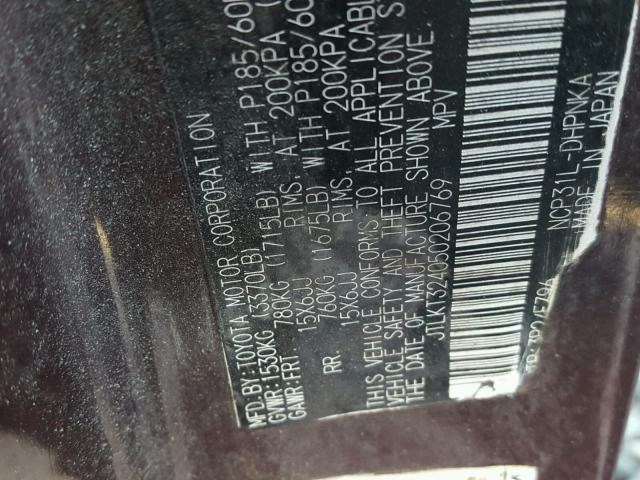 MFD.BY:TOYOTA MOTOR CORPORATION
GVWR:1530KG (3370LB)
GAWR:FRT 780KG (1715LB) WITH P185/60
15X6JJ RIMS, AT 200KPA (
RR. 760KG (1675LB) WITH P185/60
15X6JJ RIMS, AT 200KPA
THIS VEHICLE CONFORMS TO ALL APPLICABL
VEHICLE SAFETY AND THEFT PREVENTION S
THE DATE OF MANUFACTURE SHOWN ABOVE.
JTLKT324050206769 MPV
NCP31L-DHPNKA
MADE IN JAPAN